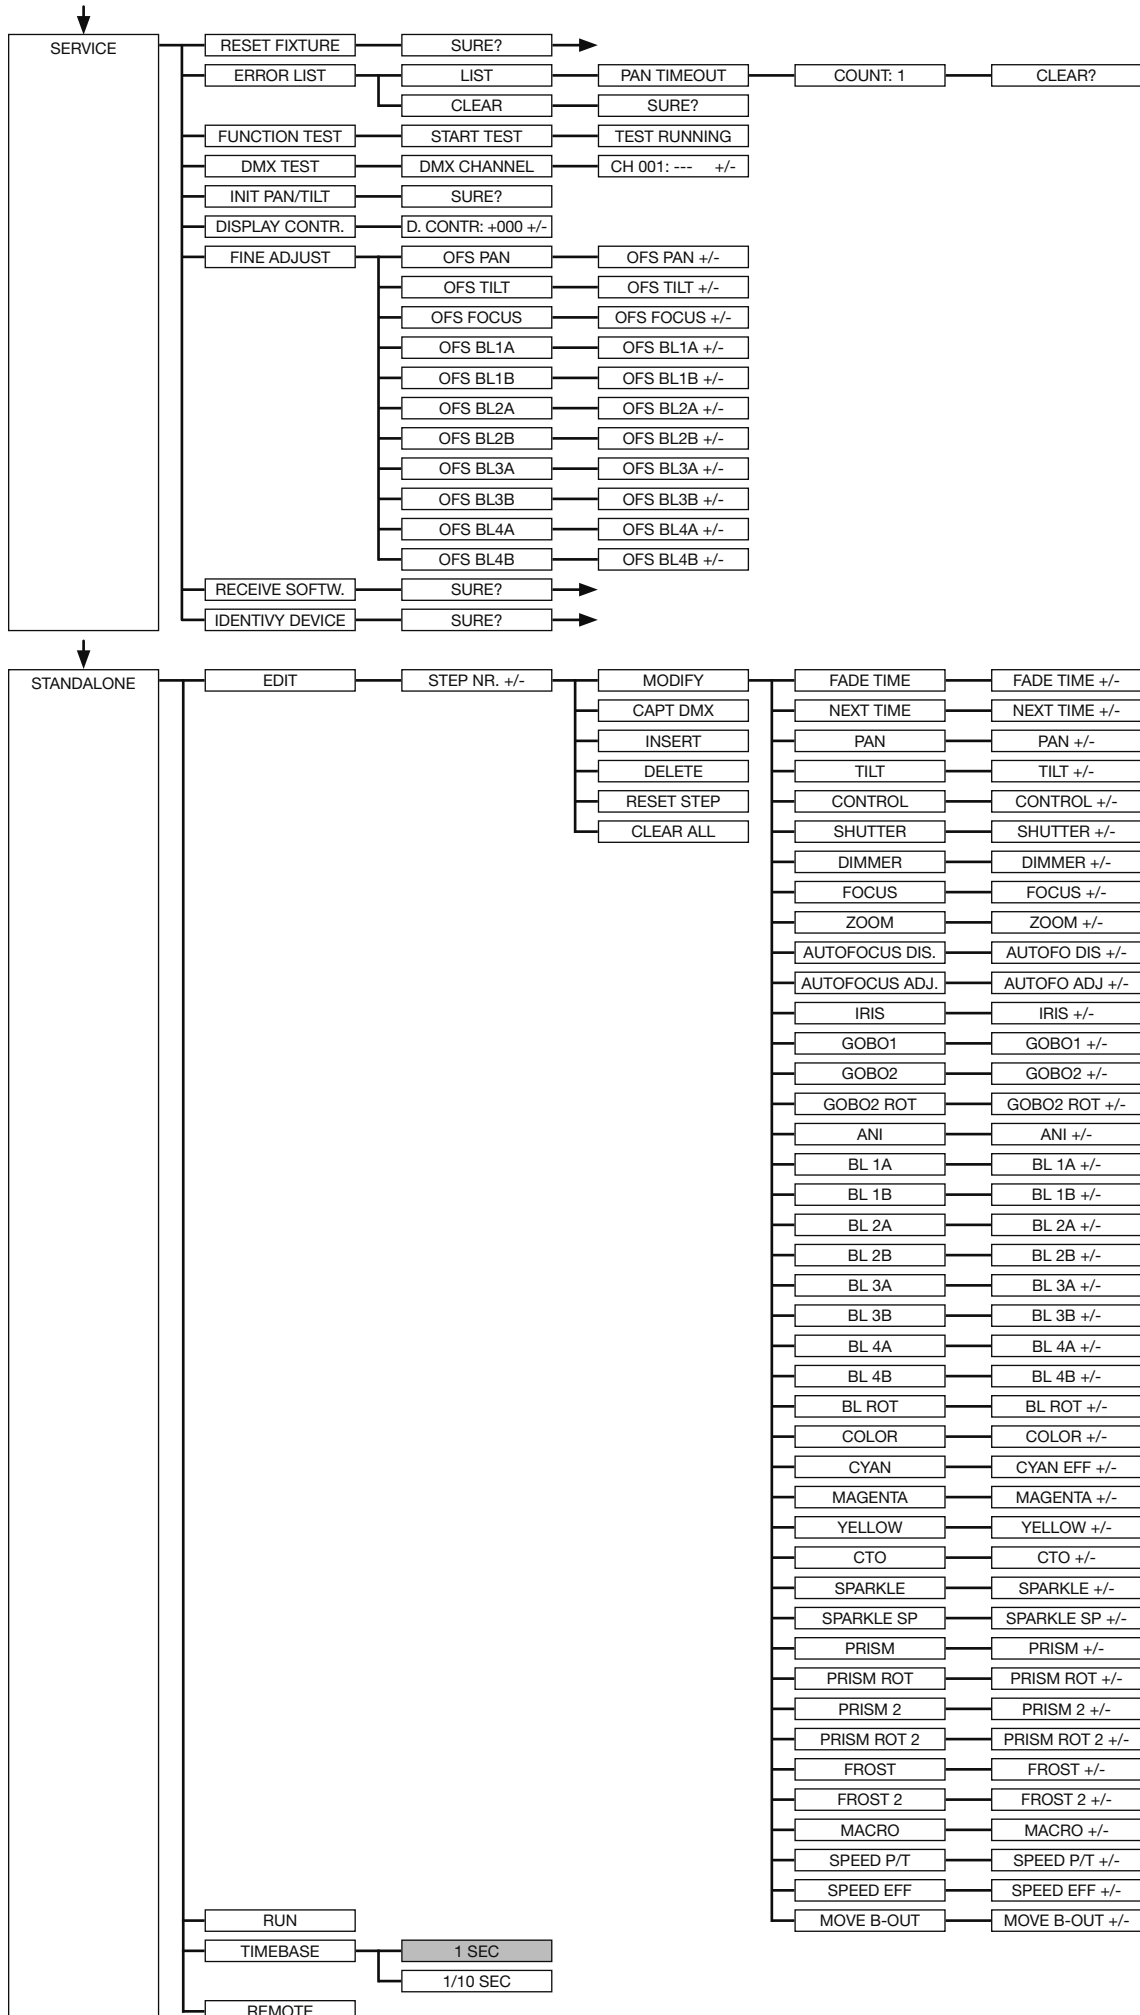 SERVICE RESET FIXTURE SURE?
ERROR LIST LIST PAN TIMEOUT COUNT: 1 CLEAR?
CLEAR SURE?
FUNCTION TEST START TEST TEST RUNNING
DMX TEST DMX CHANNEL CH 001: --- +/-
INIT PAN/TILT SURE?
DISPLAY CONTR. D. CONTR: +000 +/-
FINE ADJUST OFS PAN OFS PAN +/-
OFS TILT OFS TILT +/-
OFS FOCUS OFS FOCUS +/-
OFS BL1A OFS BL1A +/-
OFS BL1B OFS BL1B +/-
OFS BL2A OFS BL2A +/-
OFS BL2B OFS BL2B +/-
OFS BL3A OFS BL3A +/-
OFS BL3B OFS BL3B +/-
OFS BL4A OFS BL4A +/-
OFS BL4B OFS BL4B +/-
RECEIVE SOFTW. SURE?
IDENTIVY DEVICE SURE?
STANDALONE EDIT STEP NR. +/- MODIFY FADE TIME FADE TIME +/-
CAPT DMX NEXT TIME NEXT TIME +/-
INSERT PAN PAN +/-
DELETE TILT TILT +/-
RESET STEP CONTROL CONTROL +/-
CLEAR ALL SHUTTER SHUTTER +/-
DIMMER DIMMER +/-
FOCUS FOCUS +/-
ZOOM ZOOM +/-
AUTOFOCUS DIS. AUTOFO DIS +/-
AUTOFOCUS ADJ. AUTOFO ADJ +/-
IRIS IRIS +/-
GOBO1 GOBO1 +/-
GOBO2 GOBO2 +/-
GOBO2 ROT GOBO2 ROT +/-
ANI ANI +/-
BL 1A BL 1A +/-
BL 1B BL 1B +/-
BL 2A BL 2A +/-
BL 2B BL 2B +/-
BL 3A BL 3A +/-
BL 3B BL 3B +/-
BL 4A BL 4A +/-
BL 4B BL 4B +/-
BL ROT BL ROT +/-
COLOR COLOR +/-
CYAN CYAN EFF +/-
MAGENTA MAGENTA +/-
YELLOW YELLOW +/-
CTO CTO +/-
SPARKLE SPARKLE +/-
SPARKLE SP SPARKLE SP +/-
PRISM PRISM +/-
PRISM ROT PRISM ROT +/-
PRISM 2 PRISM 2 +/-
PRISM ROT 2 PRISM ROT 2 +/-
FROST FROST +/-
FROST 2 FROST 2 +/-
MACRO MACRO +/-
SPEED P/T SPEED P/T +/-
SPEED EFF SPEED EFF +/-
RUN MOVE B-OUT MOVE B-OUT +/-
TIMEBASE 1 SEC
1/10 SEC
REMOTE